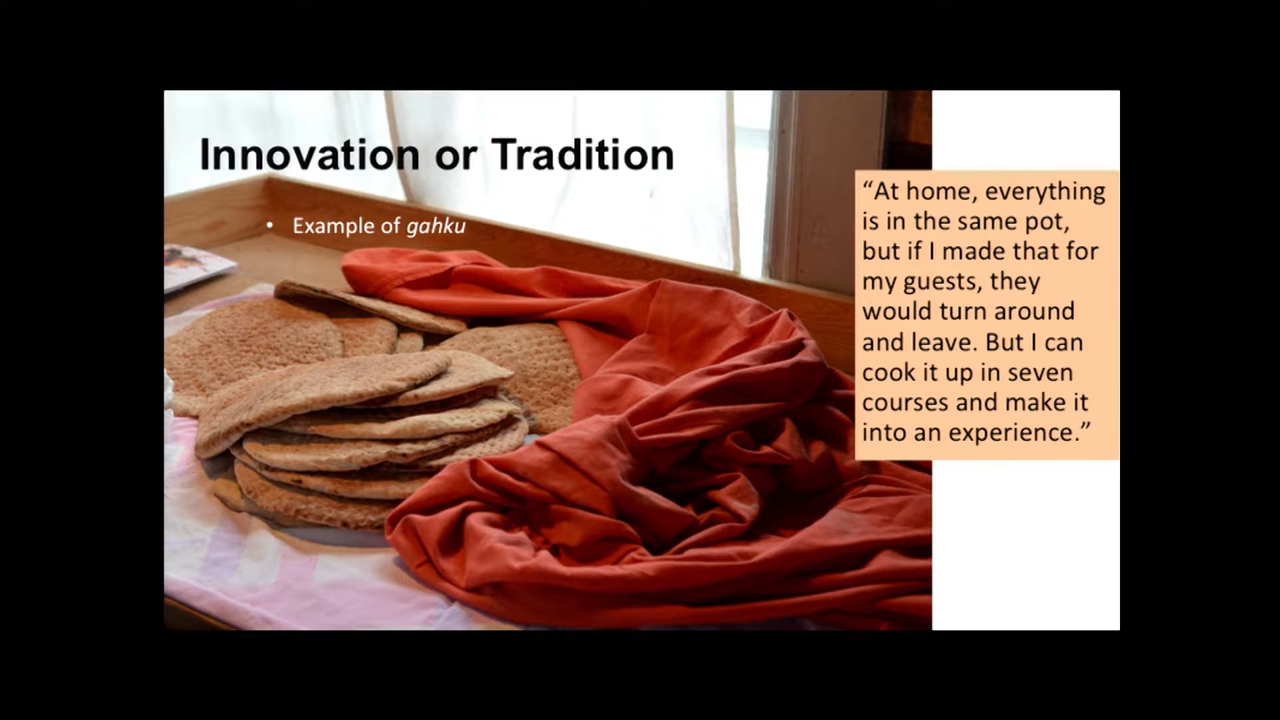 Innovation or Tradition
• Example of gahku
“At home, everything
is in the same pot,
but if I made that for
my guests, they
would turn around
and leave. But I can
cook it up in seven
courses and make it
into an experience.”